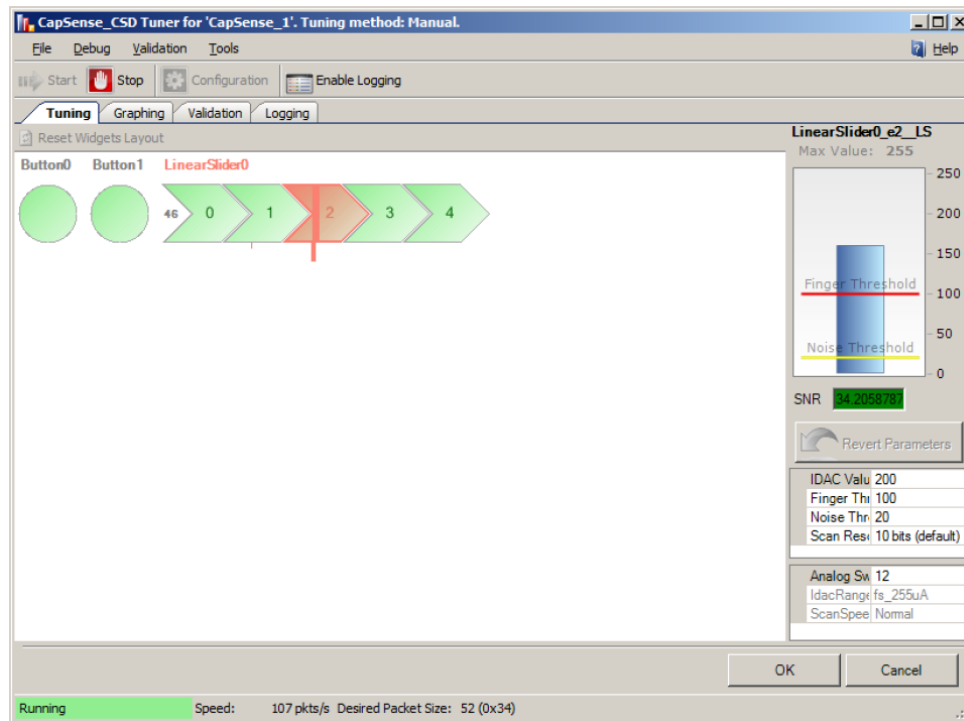 CapSense_CSD Tuner for 'CapSense_1'. Tuning method: Manual.
File Debug Validation Tools Help
Start Stop Configuration Enable Logging
Tuning Graphing Validation Logging
Reset Widgets Layout
Button0 Button1 LinearSlider0
46 0 1 2 3 4
LinearSlider0_e2__LS
Max Value: 255
250
200
150
Finger Threshold
100
50
Noise Threshold
0
SNR 34.2058787
Revert Parameters
IDAC Valu 200
Finger Thr 100
Noise Thre 20
Scan Reso 10 bits (default)
Analog Sw 12
IdacRange fs_255uA
ScanSpee Normal
OK Cancel
Running Speed: 107 pkts/s Desired Packet Size: 52 (0x34)